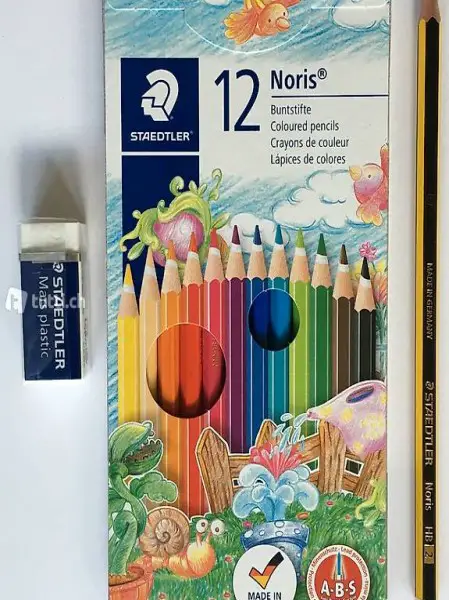 STAEDTLER
12
Noris®
Buntstifte
Coloured pencils
Crayons de couleur
Lápices de colores
STAEDTLER
Mars plastic
tutti.ch
MADE IN GERMANY
STAEDTLER Noris HB 2
MADE IN
A·B·S